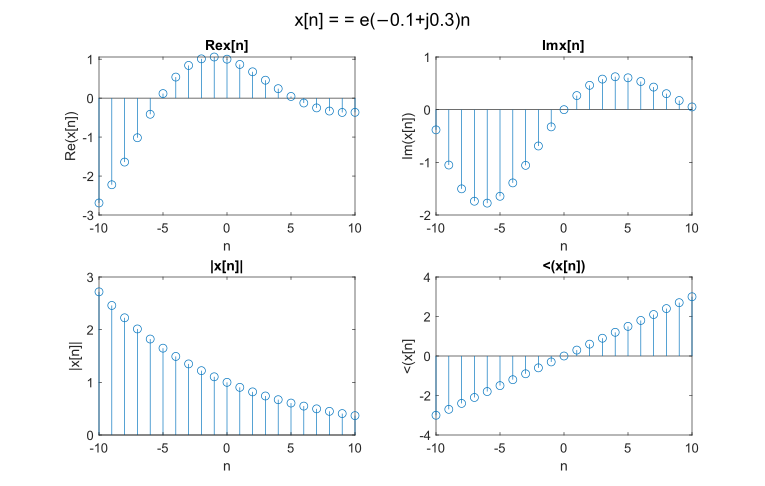 x[n] = = e(−0.1+j0.3)n
Rex[n]
1
0
-1
-2
-3
Re(x[n])
-10 -5 0 5 10
n
Imx[n]
1
0
-1
-2
Im(x[n])
-10 -5 0 5 10
n
|x[n]|
3
2
1
0
|x[n]|
-10 -5 0 5 10
n
<(x[n])
4
2
0
-2
-4
<(x[n]
-10 -5 0 5 10
n